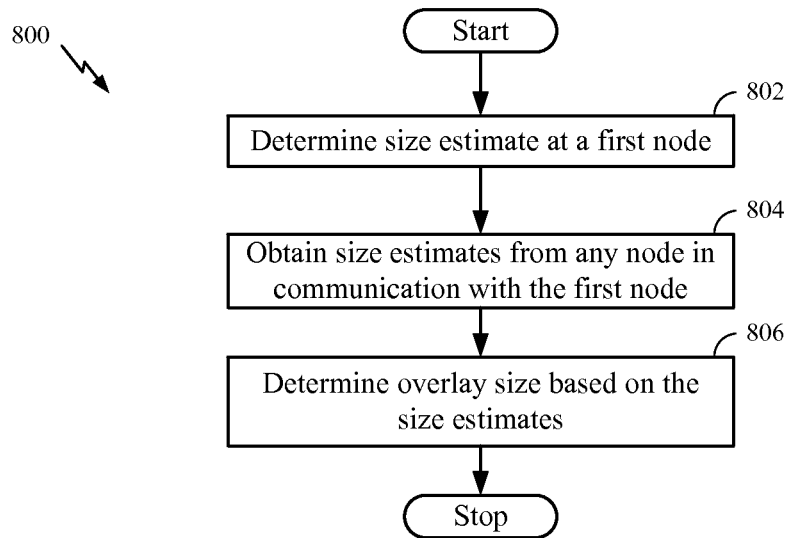 800
Start
802
Determine size estimate at a first node
804
Obtain size estimates from any node in
communication with the first node
806
Determine overlay size based on the
size estimates
Stop